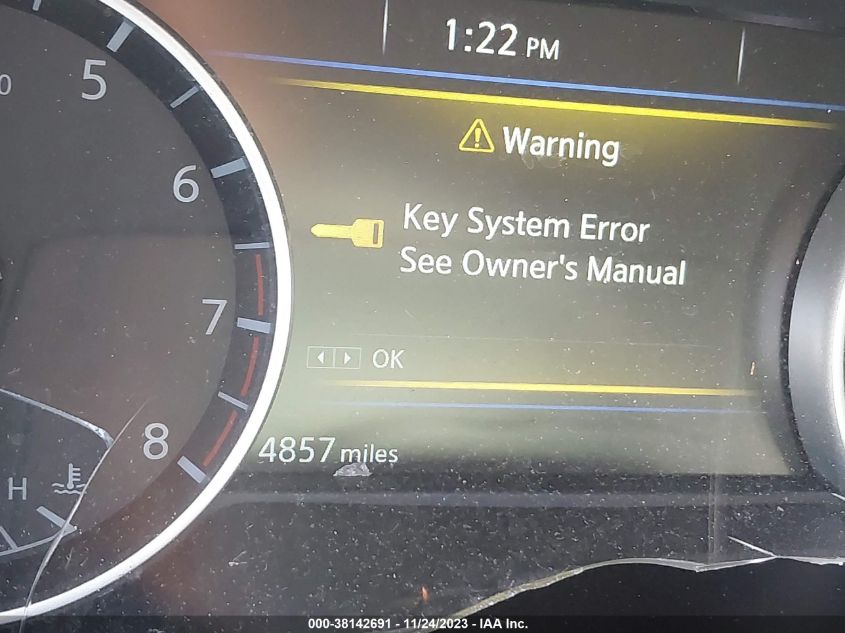 1:22 PM
5
0
Warning
6
Key System Error
See Owner's Manual
7
OK
8
4857 miles
H
000-38142691 - 11/24/2023 - IAA Inc.